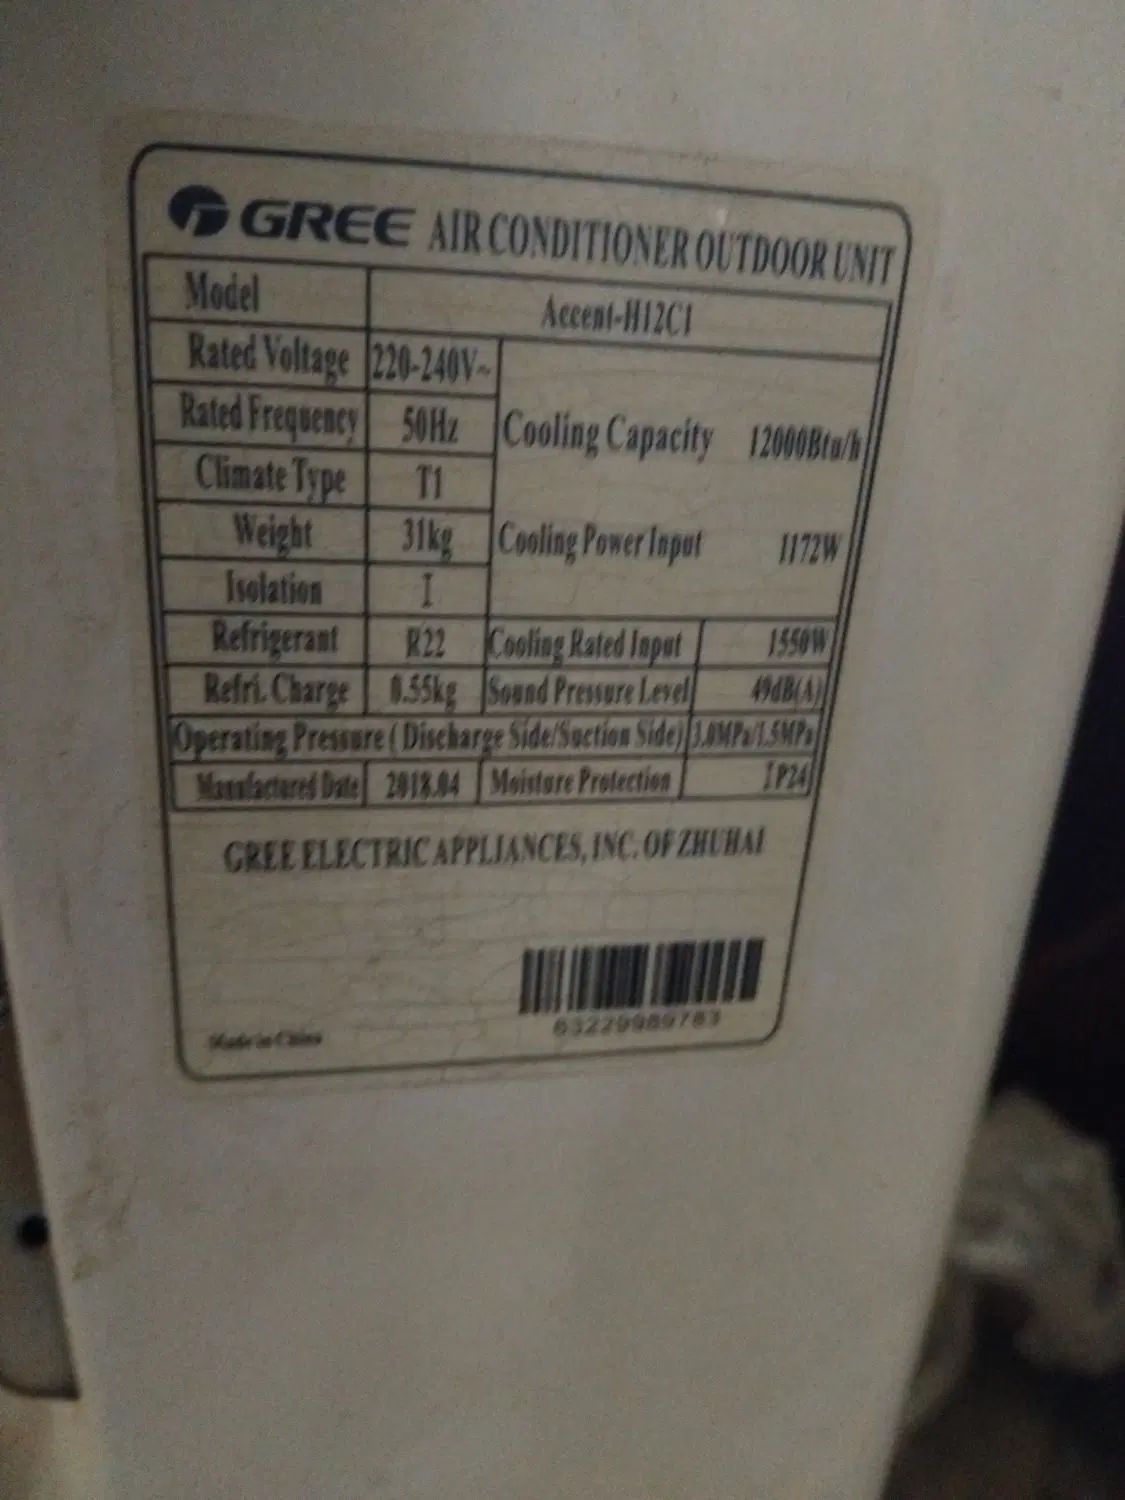 GREE AIR CONDITIONER OUTDOOR UNIT
Model Accent-H12C1
Rated Voltage 220-240V~
Rated Frequency 50Hz
Cooling Capacity 12000Btu/h
Climate Type T1
Weight 31kg
Cooling Power Input 1172W
Isolation I
Refrigerant R22 Cooling Rated Input 1550W
Refri. Charge 0.55kg Sound Pressure Level 49dB(A)
Operating Pressure ( Discharge Side/Suction Side) 3.0MPa/1.5MPa
Manufactured Date 2018.04 Moisture Protection IP24
GREE ELECTRIC APPLIANCES, INC. OF ZHUHAI
63229989783
Made in China